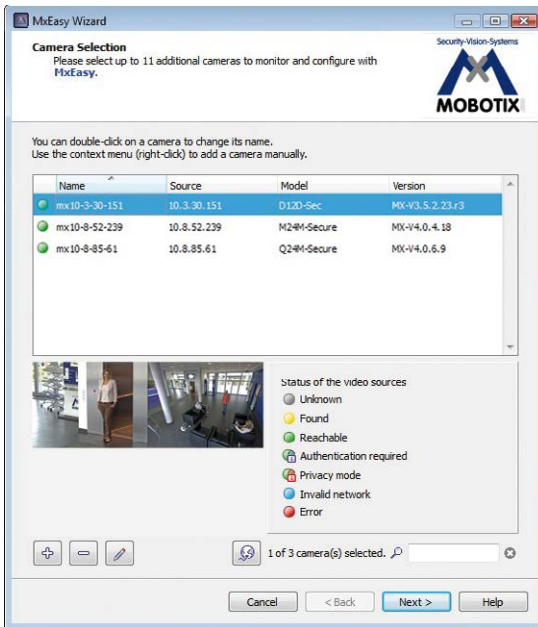 MxEasy Wizard
Camera Selection
Please select up to 11 additional cameras to monitor and configure with
MxEasy.
Security-Vision-Systems
MOBOTIX
You can double-click on a camera to change its name.
Use the context menu (right-click) to add a camera manually.
Name Source Model Version
mx10-3-30-151 10.3.30.151 D12D-Sec MX-V3.5.2.23.r3
mx10-8-52-239 10.8.52.239 M24M-Secure MX-V4.0.4.18
mx10-8-85-61 10.8.85.61 Q24M-Secure MX-V4.0.6.9
Status of the video sources
Unknown
Found
Reachable
Authentication required
Privacy mode
Invalid network
Error
1 of 3 camera(s) selected.
Cancel < Back Next > Help